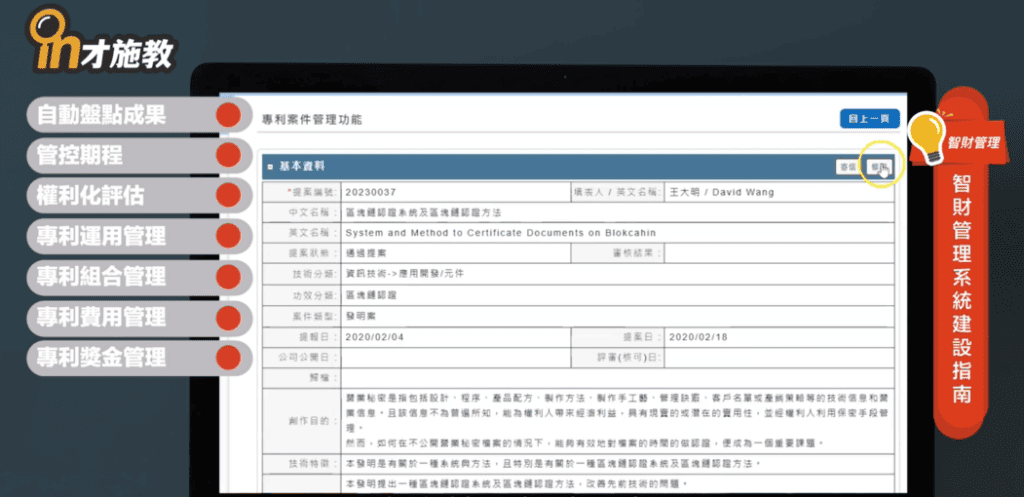 in才施教
自動盤點成果
管控期程
權利化評估
專利運用管理
專利組合管理
專利費用管理
專利獎金管理
專利案件管理功能
回上一頁
基本資料
*提案編號: 20230037 填表人 / 英文名稱: 王大明 / David Wang
中文名稱: 區塊鏈認證系統及區塊鏈認證方法
英文名稱: System and Method to Certificate Documents on Blokcahin
提案狀態: 通過提案 審核結果:
技術分類: 資訊技術->應用開發/元件
功效分類: 區塊鏈認證
案件類型: 發明案
提報日: 2020/02/04 提案日: 2020/02/18
公司公開日: 評審(核可)日:
創作目的: 營業秘密是指包括設計、程序、產品配方、製作方法、製作手工藝、管理訣竅、客戶名單或產銷策略等的技術信息和營
業信息。且該信息不為普遍所知，能為權利人帶來經濟利益，具有現實的或潛在的實用性，並經權利人利用保密手段管
理。
然而，如何在不公開營業秘密檔案的情況下，能夠有效地對檔案的時間的做認證，便成為一個重要課題。
技術特徵: 本發明是有關於一種系統與方法，且特別是有關於一種區塊鏈認證系統及區塊鏈認證方法。
本發明提出一種區塊鏈認證系統及區塊鏈認證方法，改善先前技術的問題。
智財管理
智財管理系統建設指南